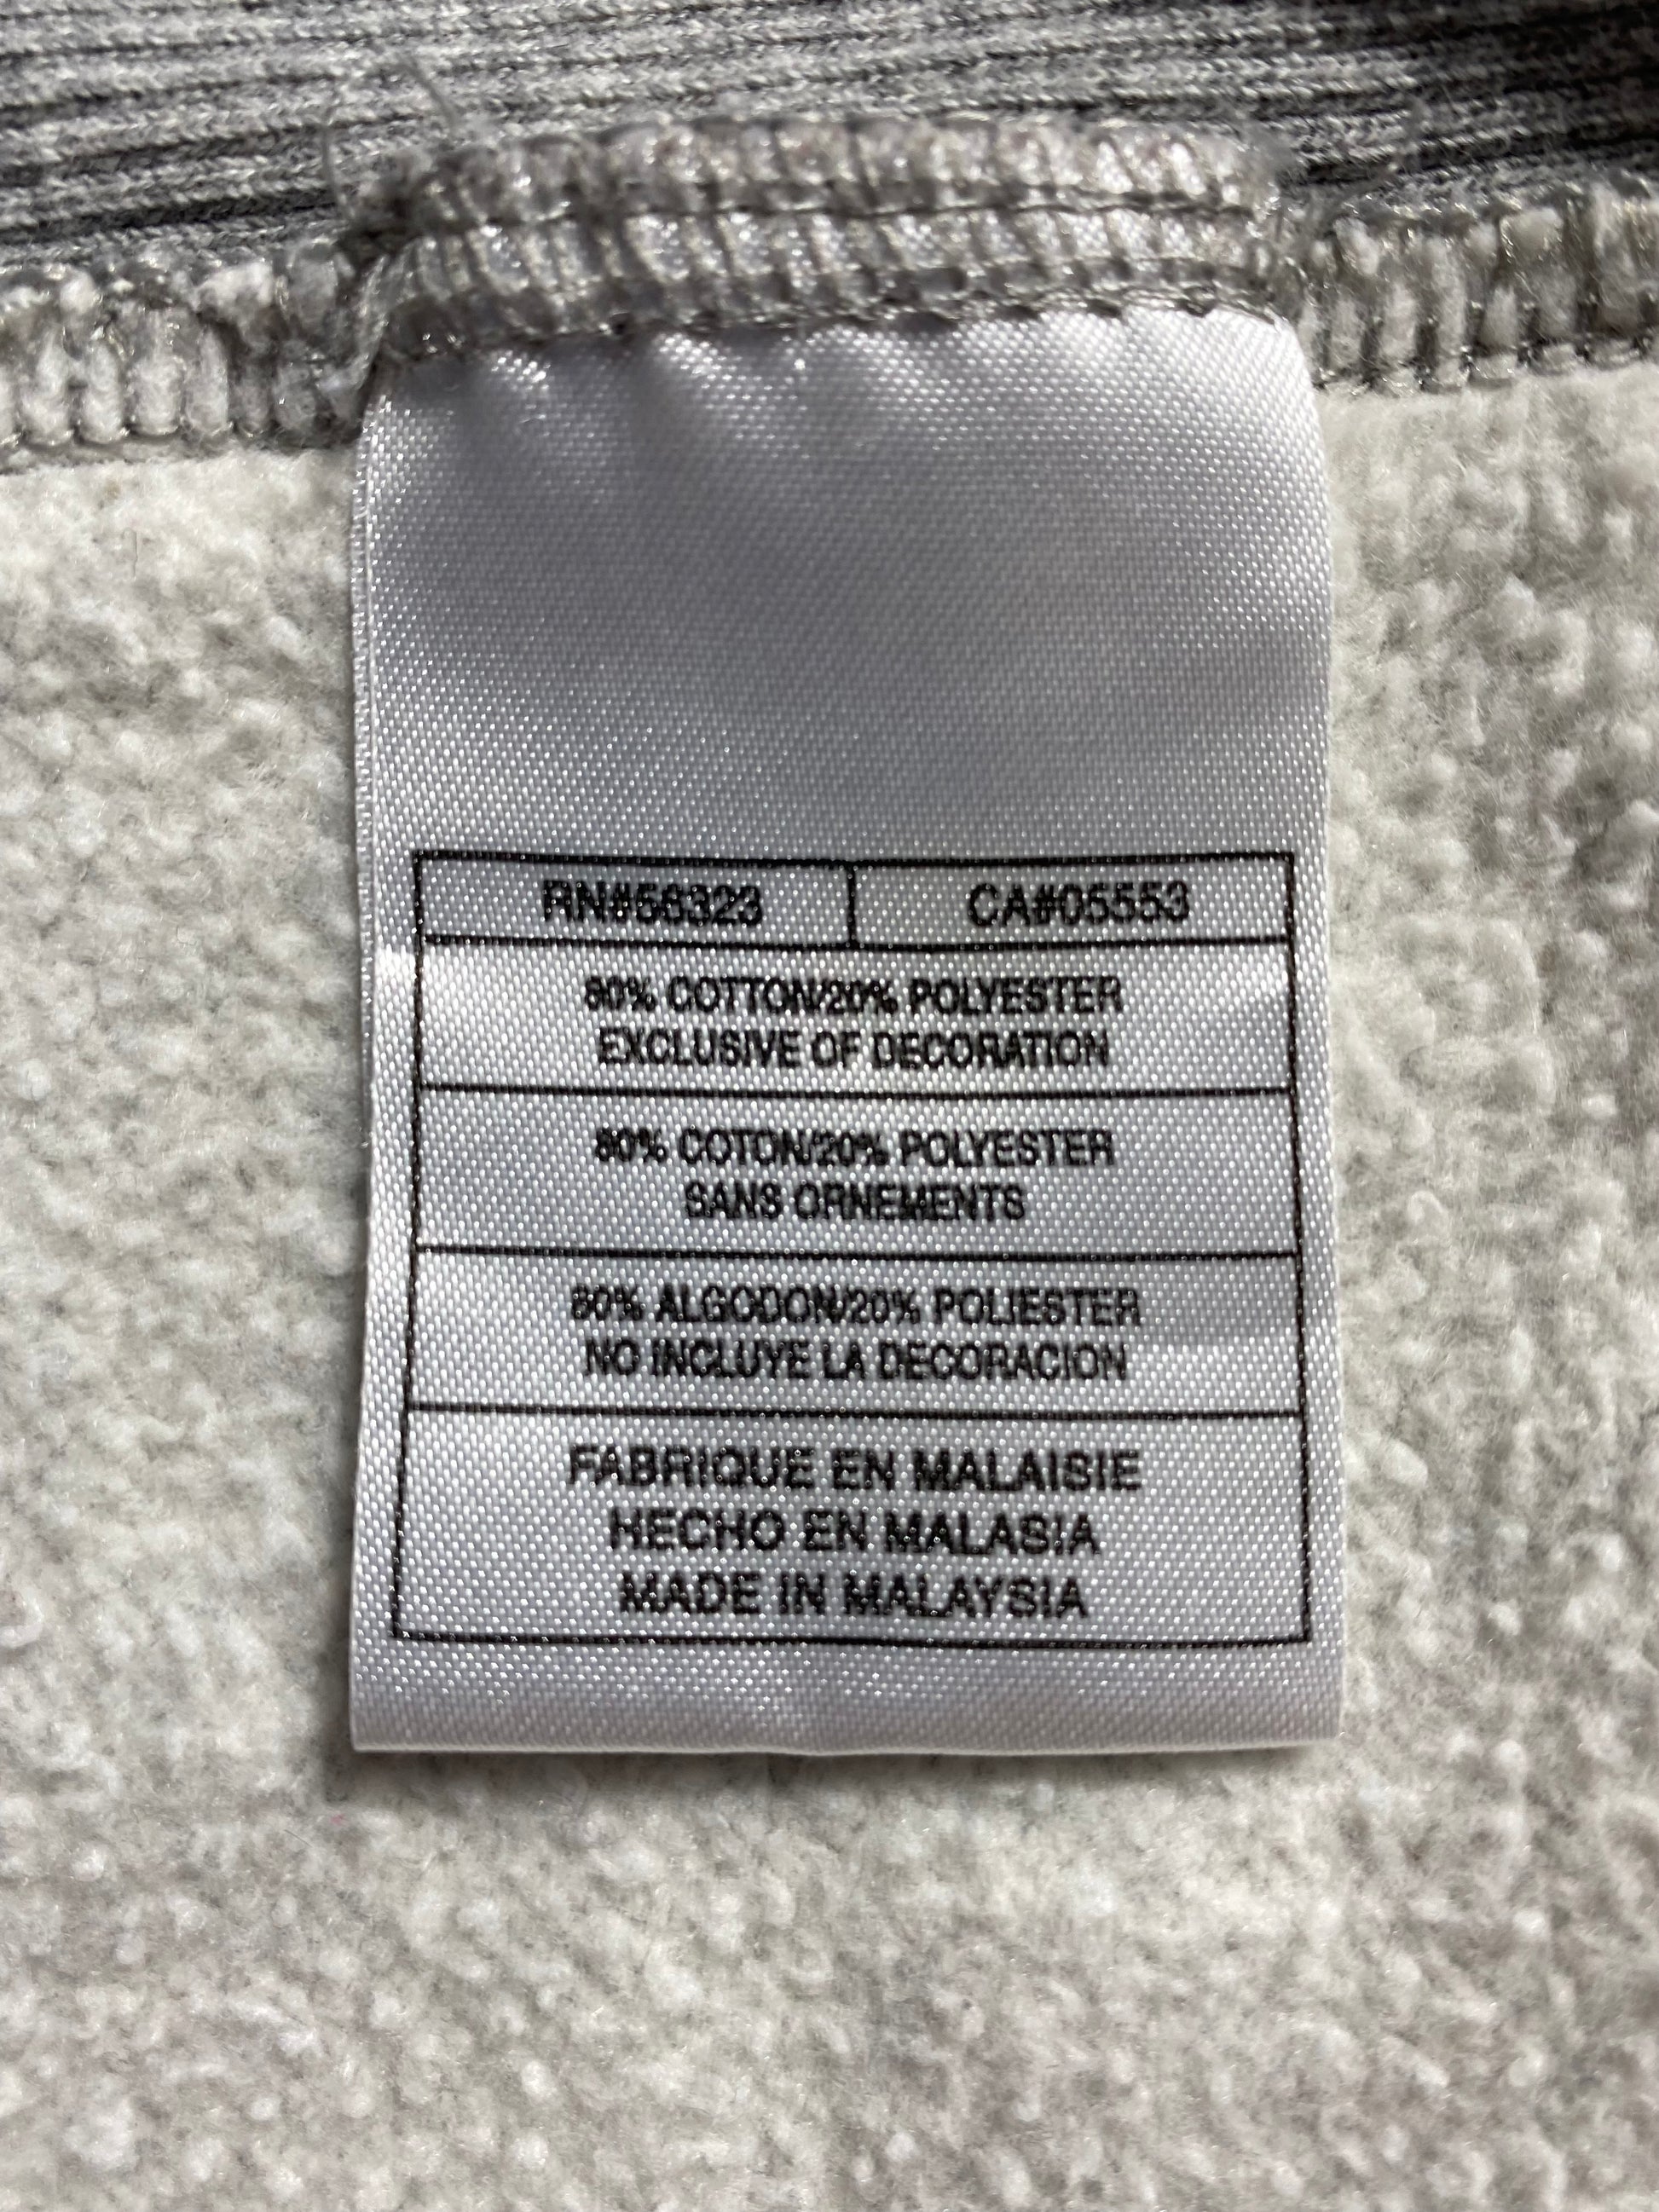 RN#56323 CA#05553
80% COTTON/20% POLYESTER
EXCLUSIVE OF DECORATION
80% COTON/20% POLYESTER
SANS ORNEMENTS
80% ALGODON/20% POLIESTER
NO INCLUYE LA DECORACION
FABRIQUE EN MALAISIE
HECHO EN MALASIA
MADE IN MALAYSIA